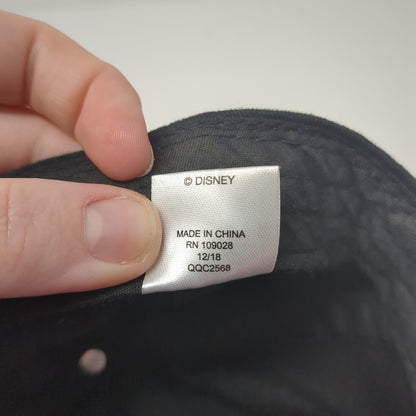 © DISNEY
MADE IN CHINA
RN 109028
12/18
QQC2568